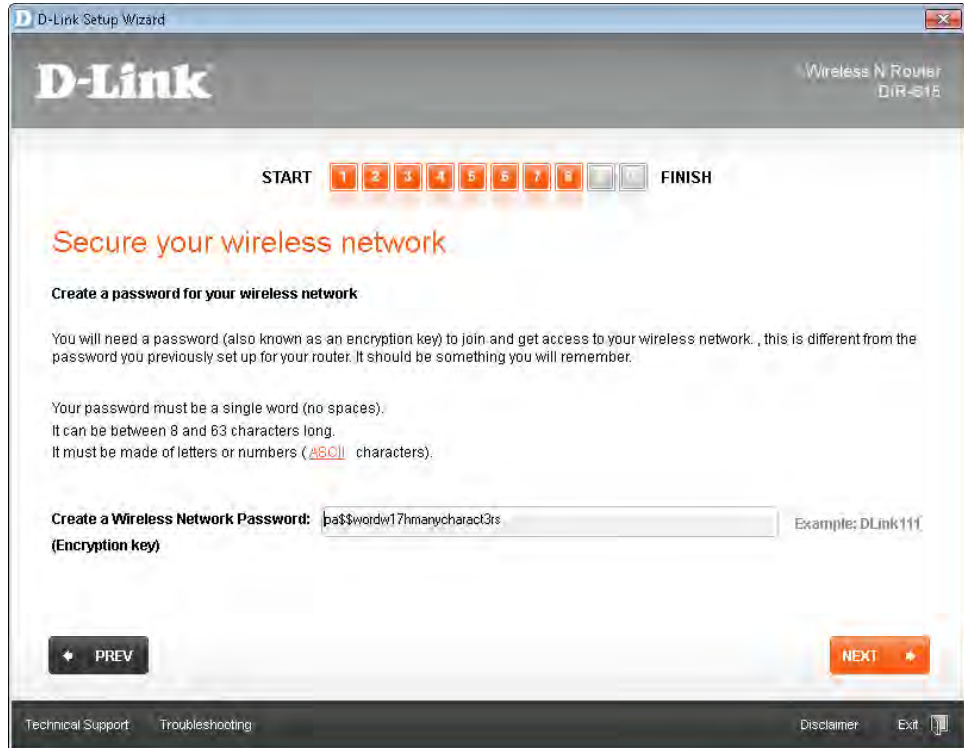 D D-Link Setup Wizard
D-Link
Wireless N Router
DIR-615
START 1 2 3 4 5 6 7 8 FINISH
Secure your wireless network
Create a password for your wireless network
You will need a password (also known as an encryption key) to join and get access to your wireless network. , this is different from the
password you previously set up for your router. It should be something you will remember.
Your password must be a single word (no spaces).
It can be between 8 and 63 characters long.
It must be made of letters or numbers ( ASCII characters).
Create a Wireless Network Password: pa$$wordw17hmanycharact3rs Example: DLink111
(Encryption key)
PREV
NEXT
Technical Support Troubleshooting Disclaimer Exit